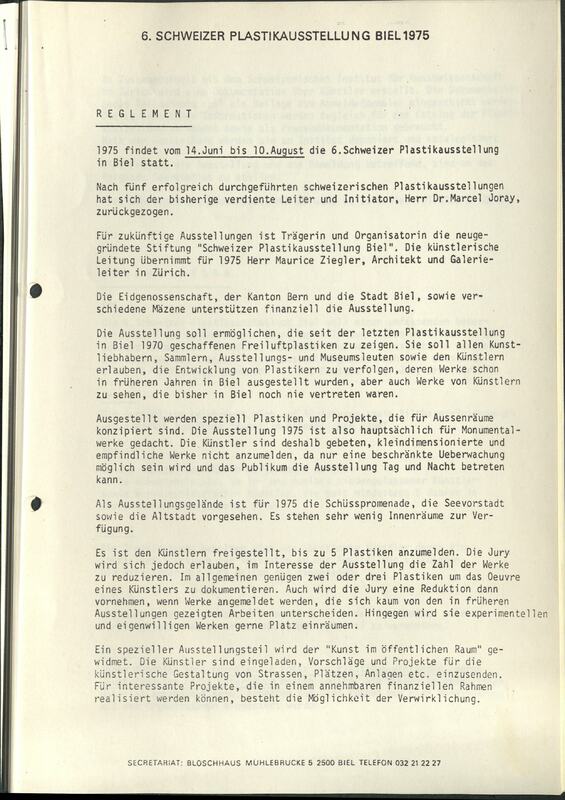 6. SCHWEIZER PLASTIKAUSSTELLUNG BIEL 1975
REGLEMENT
1975 findet vom 14.Juni bis 10.August die 6.Schweizer Plastikausstellung
in Biel statt.
Nach fünf erfolgreich durchgeführten schweizerischen Plastikausstellungen
hat sich der bisherige verdiente Leiter und Initiator, Herr Dr.Marcel Joray,
zurückgezogen.
Für zukünftige Ausstellungen ist Trägerin und Organisatorin die neuge-
gründete Stiftung "Schweizer Plastikausstellung Biel". Die künstlerische
Leitung übernimmt für 1975 Herr Maurice Ziegler, Architekt und Galerie-
leiter in Zürich.
Die Eidgenossenschaft, der Kanton Bern und die Stadt Biel, sowie ver-
schiedene Mäzene unterstützen finanziell die Ausstellung.
Die Ausstellung soll ermöglichen, die seit der letzten Plastikausstellung
in Biel 1970 geschaffenen Freiluftplastiken zu zeigen. Sie soll allen Kunst-
liebhabern, Sammlern, Ausstellungs- und Museumsleuten sowie den Künstlern
erlauben, die Entwicklung von Plastikern zu verfolgen, deren Werke schon
in früheren Jahren in Biel ausgestellt wurden, aber auch Werke von Künstlern
zu sehen, die bisher in Biel noch nie vertreten waren.
Ausgestellt werden speziell Plastiken und Projekte, die für Aussenräume
konzipiert sind. Die Ausstellung 1975 ist also hauptsächlich für Monumental-
werke gedacht. Die Künstler sind deshalb gebeten, kleindimensionierte und
empfindliche Werke nicht anzumelden, da nur eine beschränkte Ueberwachung
möglich sein wird und das Publikum die Ausstellung Tag und Nacht betreten
kann.
Als Ausstellungsgelände ist für 1975 die Schüsspromenade, die Seevorstadt
sowie die Altstadt vorgesehen. Es stehen sehr wenig Innenräume zur Ver-
fügung.
Es ist den Künstlern freigestellt, bis zu 5 Plastiken anzumelden. Die Jury
wird sich jedoch erlauben, im Interesse der Ausstellung die Zahl der Werke
zu reduzieren. Im allgemeinen genügen zwei oder drei Plastiken um das Oeuvre
eines Künstlers zu dokumentieren. Auch wird die Jury eine Reduktion dann
vornehmen, wenn Werke angemeldet werden, die sich kaum von den in früheren
Ausstellungen gezeigten Arbeiten unterscheiden. Hingegen wird sie experimentellen
und eigenwilligen Werken gerne Platz einräumen.
Ein spezieller Ausstellungsteil wird der "Kunst im öffentlichen Raum" ge-
widmet. Die Künstler sind eingeladen, Vorschläge und Projekte für die
künstlerische Gestaltung von Strassen, Plätzen, Anlagen etc. einzusenden.
Für interessante Projekte, die in einem annehmbaren finanziellen Rahmen
realisiert werden können, besteht die Möglichkeit der Verwirklichung.
SECRETARIAT: BLÖSCHHAUS MÜHLEBRÜCKE 5 2500 BIEL TELEFON 032 21 22 27